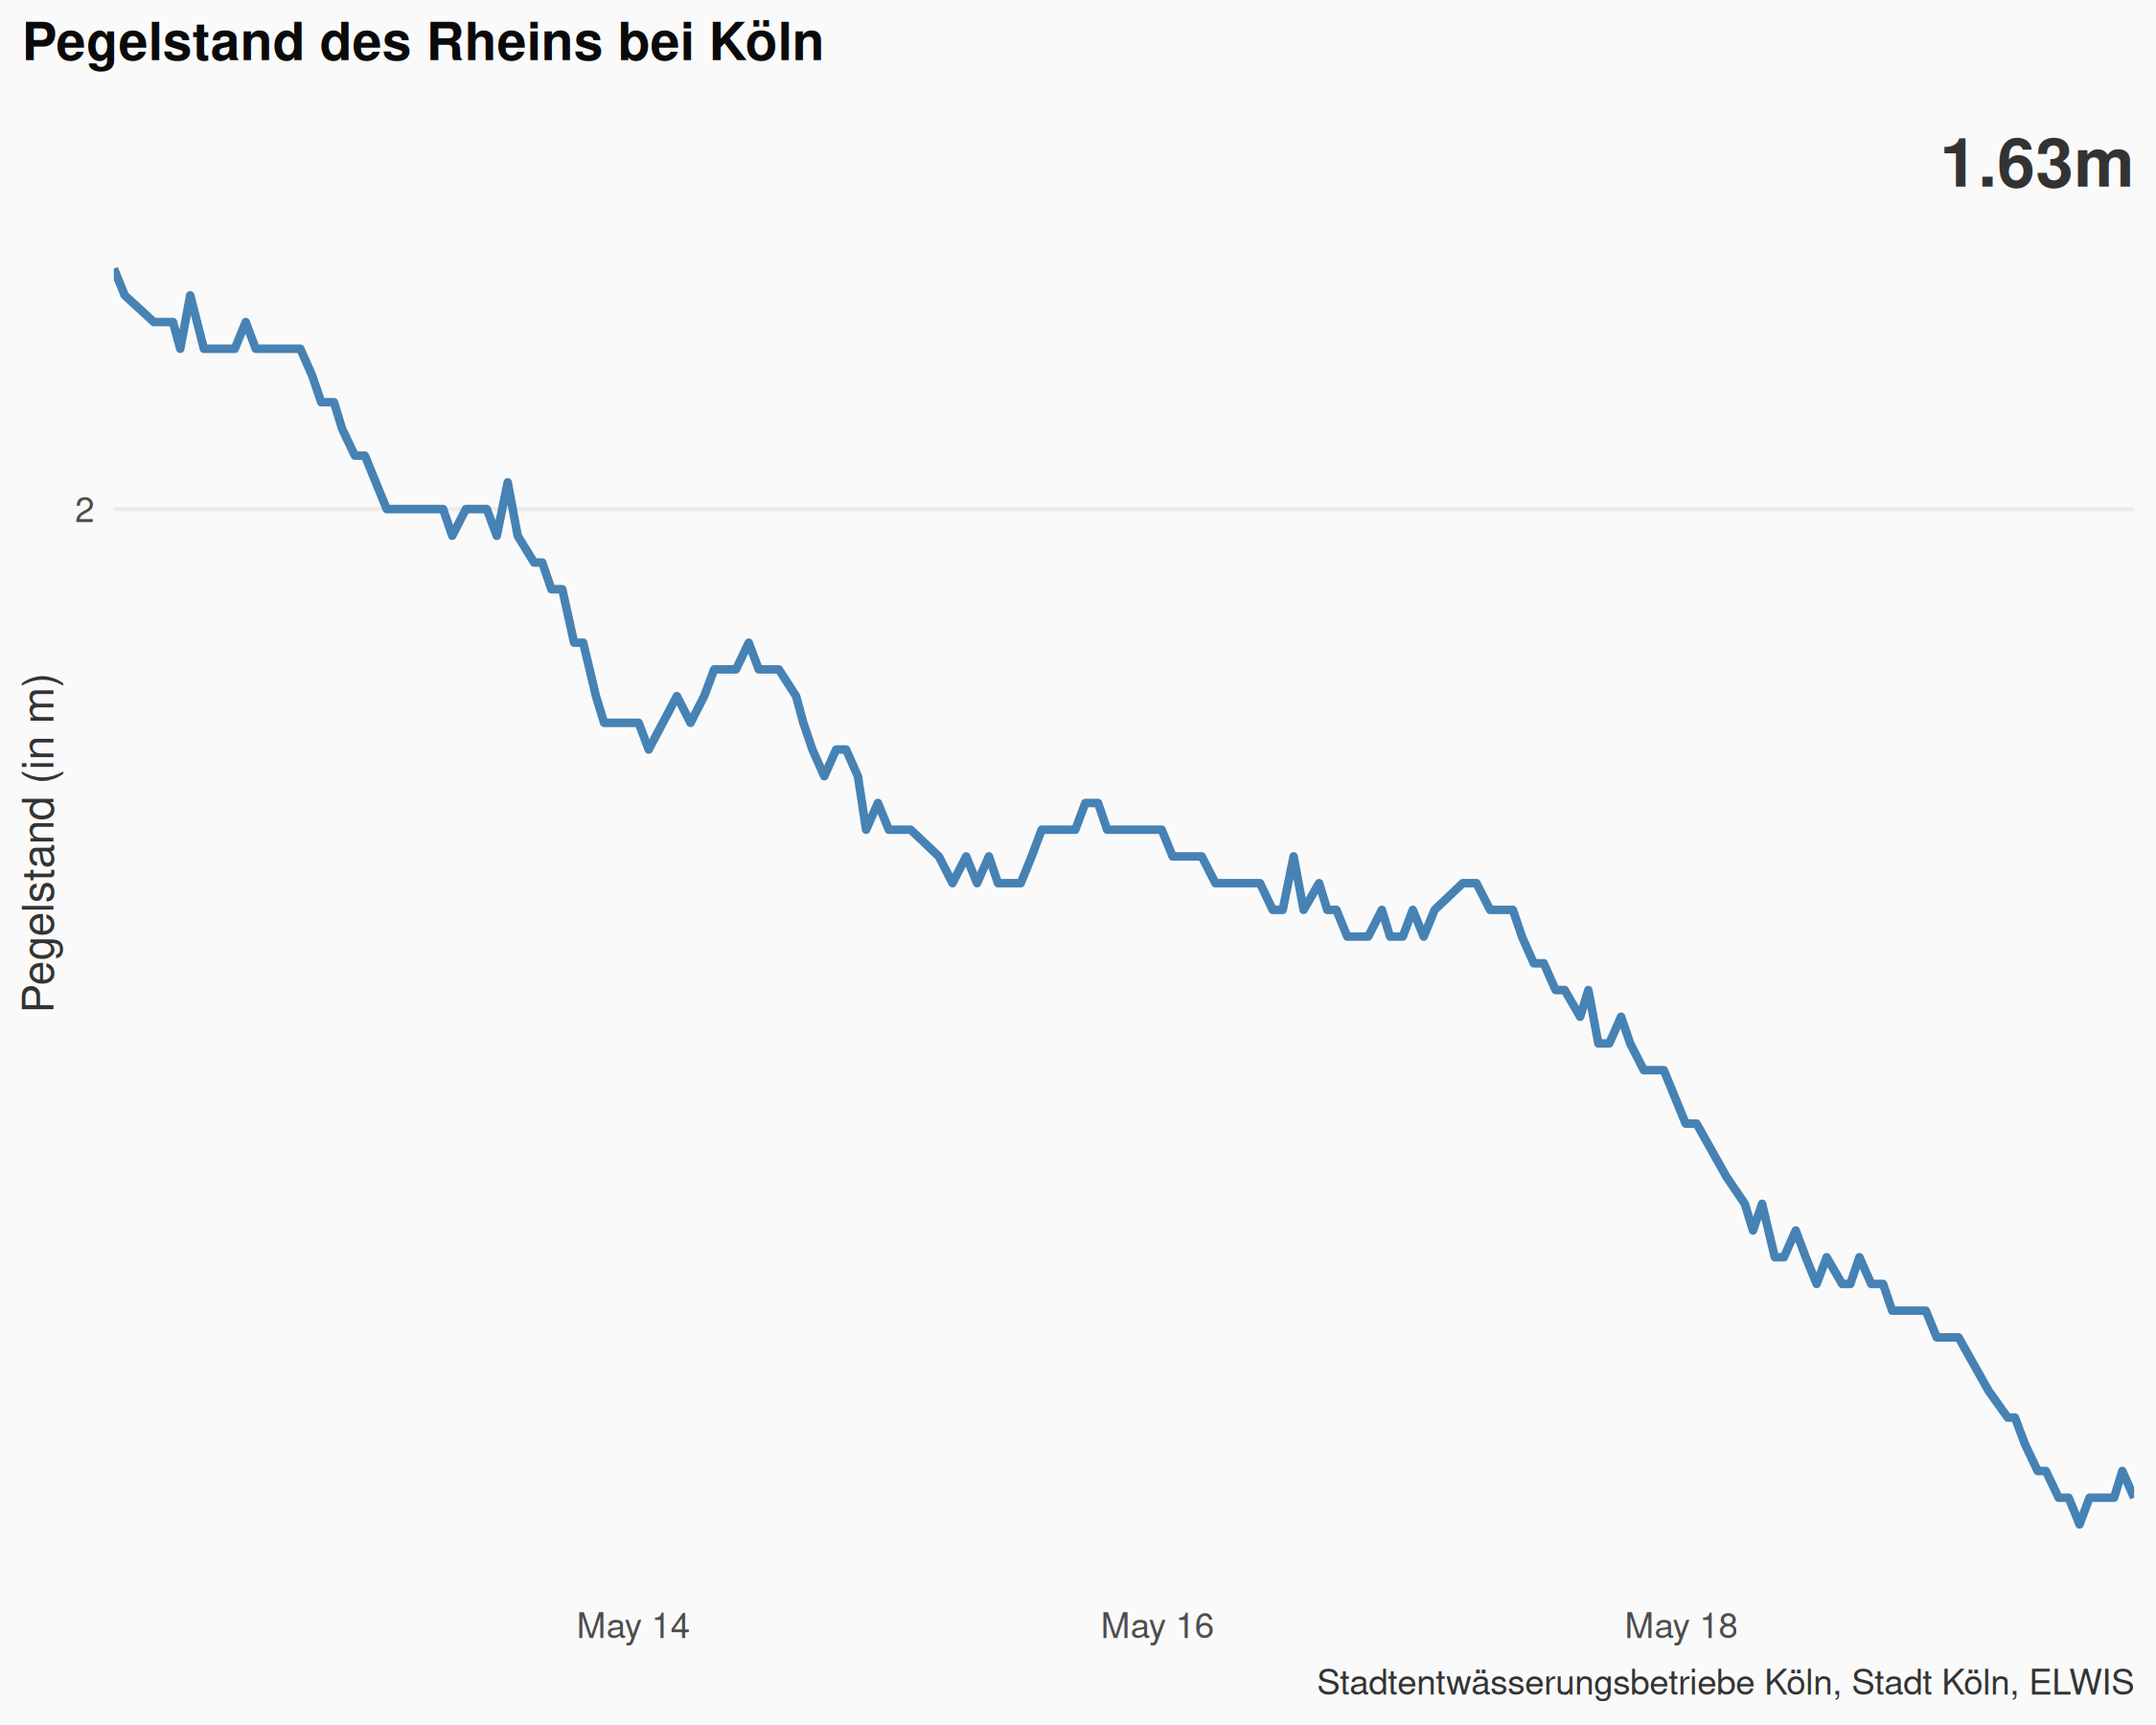 Pegelstand des Rheins bei Köln
1.63m
2
Pegelstand (in m)
May 14
May 16
May 18
Stadtentwässerungsbetriebe Köln, Stadt Köln, ELWIS